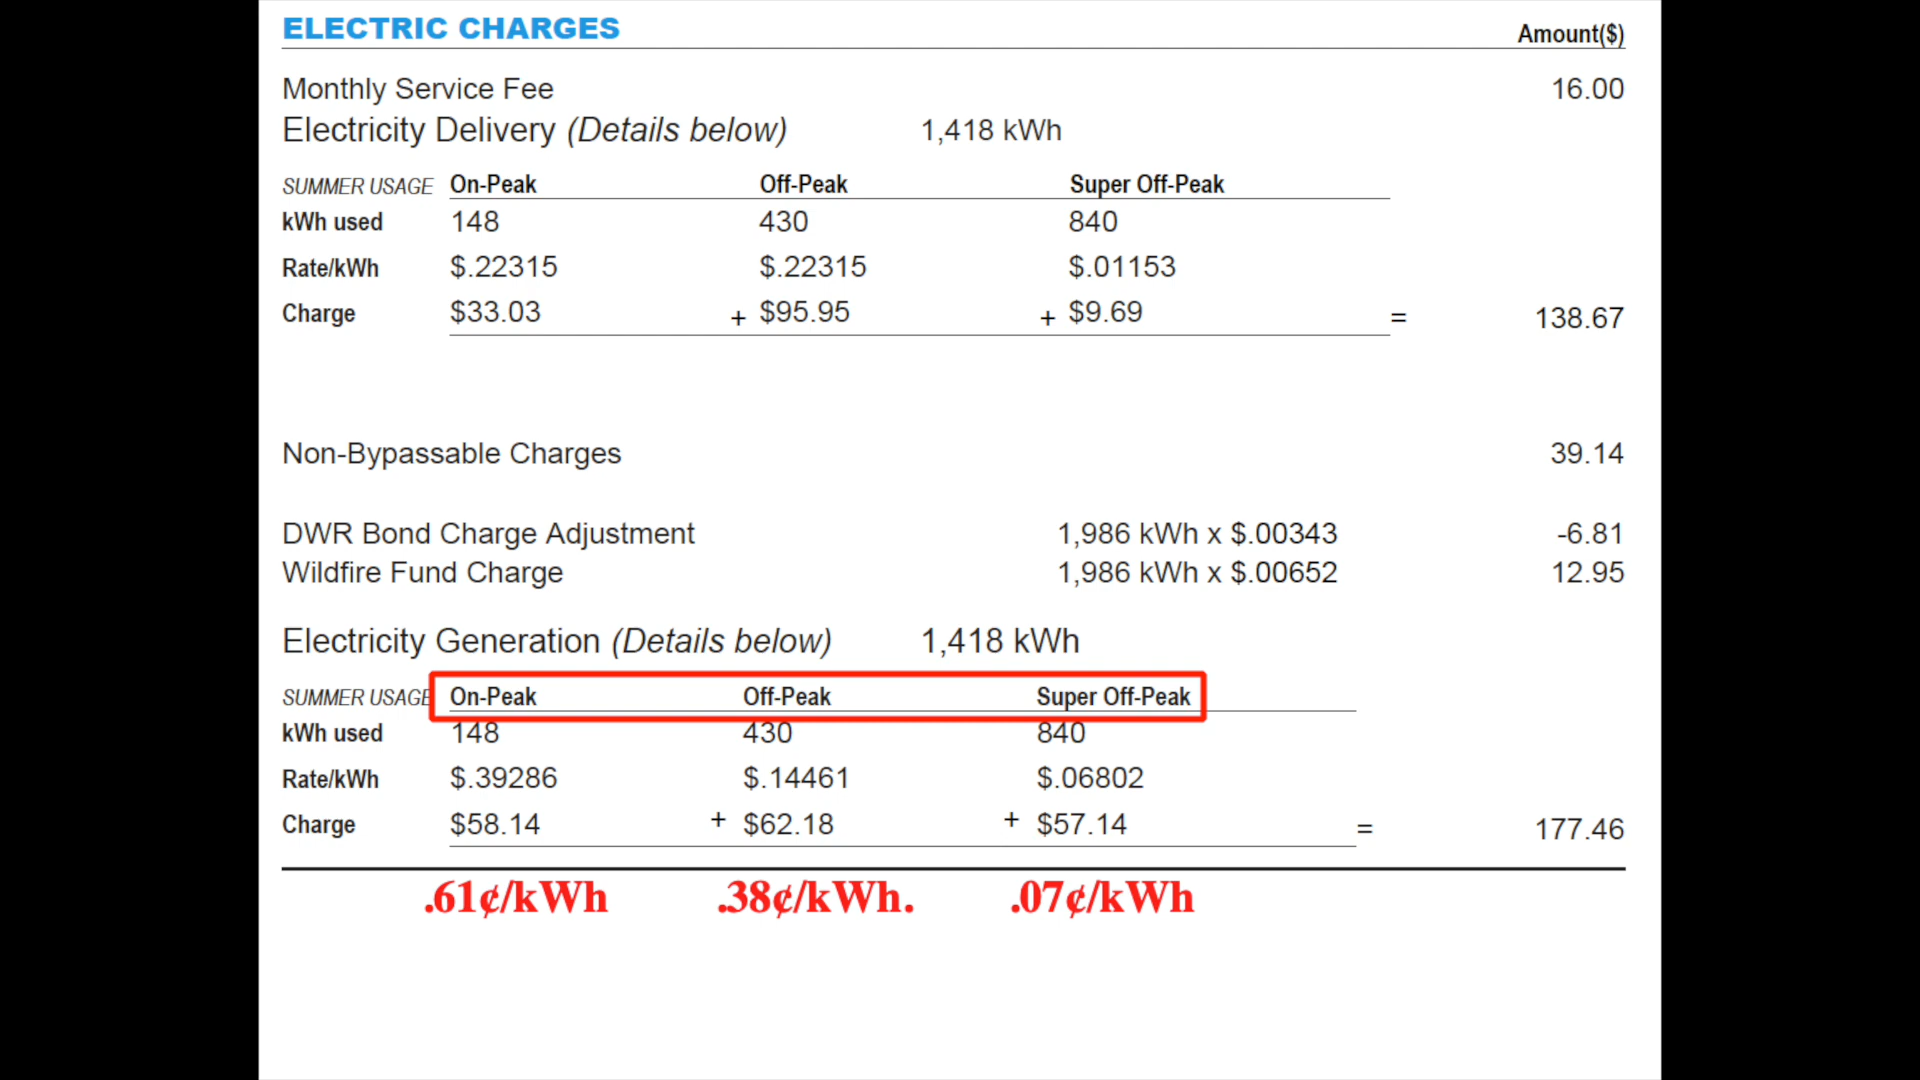 ELECTRIC CHARGES Amount($)
Monthly Service Fee 16.00
Electricity Delivery (Details below) 1,418 kWh
SUMMER USAGE On-Peak Off-Peak Super Off-Peak
kWh used 148 430 840
Rate/kWh $.22315 $.22315 $.01153
Charge $33.03 + $95.95 + $9.69 = 138.67
Non-Bypassable Charges 39.14
DWR Bond Charge Adjustment 1,986 kWh x $.00343 -6.81
Wildfire Fund Charge 1,986 kWh x $.00652 12.95
Electricity Generation (Details below) 1,418 kWh
SUMMER USAGE On-Peak Off-Peak Super Off-Peak
kWh used 148 430 840
Rate/kWh $.39286 $.14461 $.06802
Charge $58.14 + $62.18 + $57.14 = 177.46
.61¢/kWh .38¢/kWh. .07¢/kWh